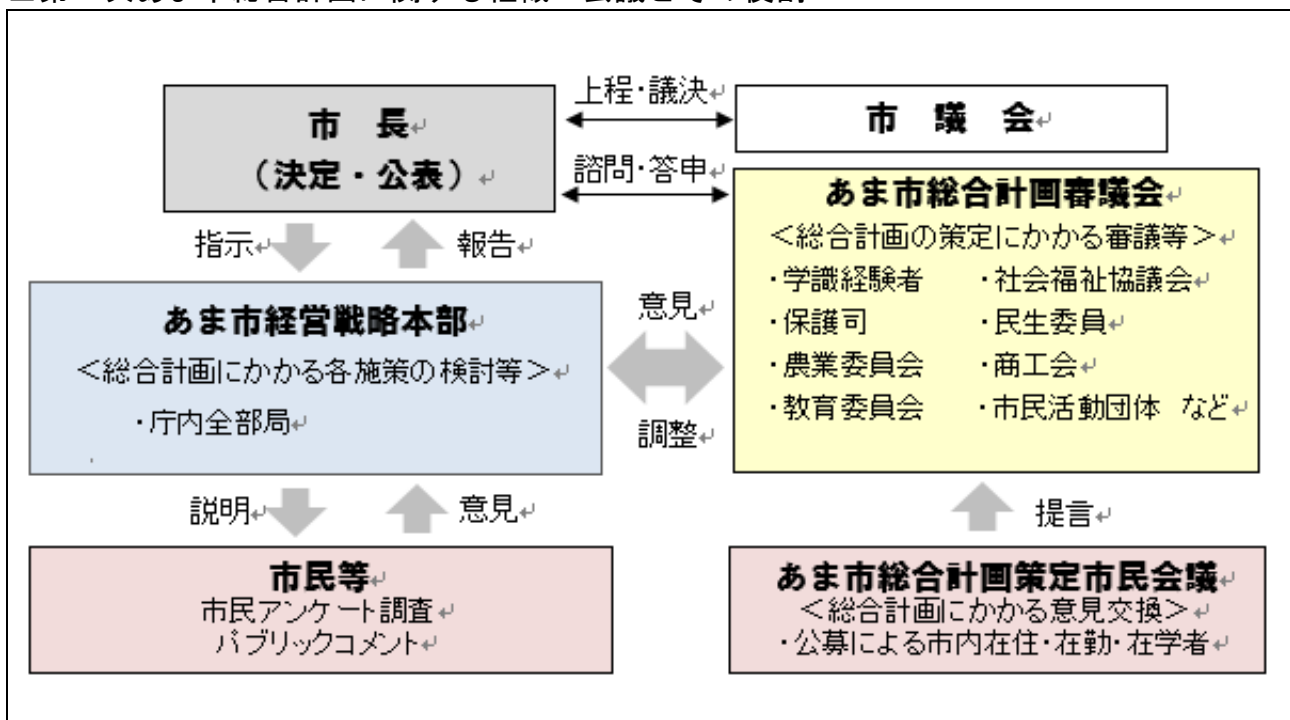 市 長
（決定・公表）
上程・議決
諮問・答申
市 議 会
あま市総合計画審議会
＜総合計画の策定にかかる審議等＞
・学識経験者 ・社会福祉協議会
・保護司 ・民生委員
・農業委員会 ・商工会
・教育委員会 ・市民活動団体 など
指示
報告
あま市経営戦略本部
＜総合計画にかかる各施策の検討等＞
・庁内全部局
意見
調整
説明
意見
提言
市民等
市民アンケート調査
パブリックコメント
あま市総合計画策定市民会議
＜総合計画にかかる意見交換＞
・公募による市内在住・在勤・在学者